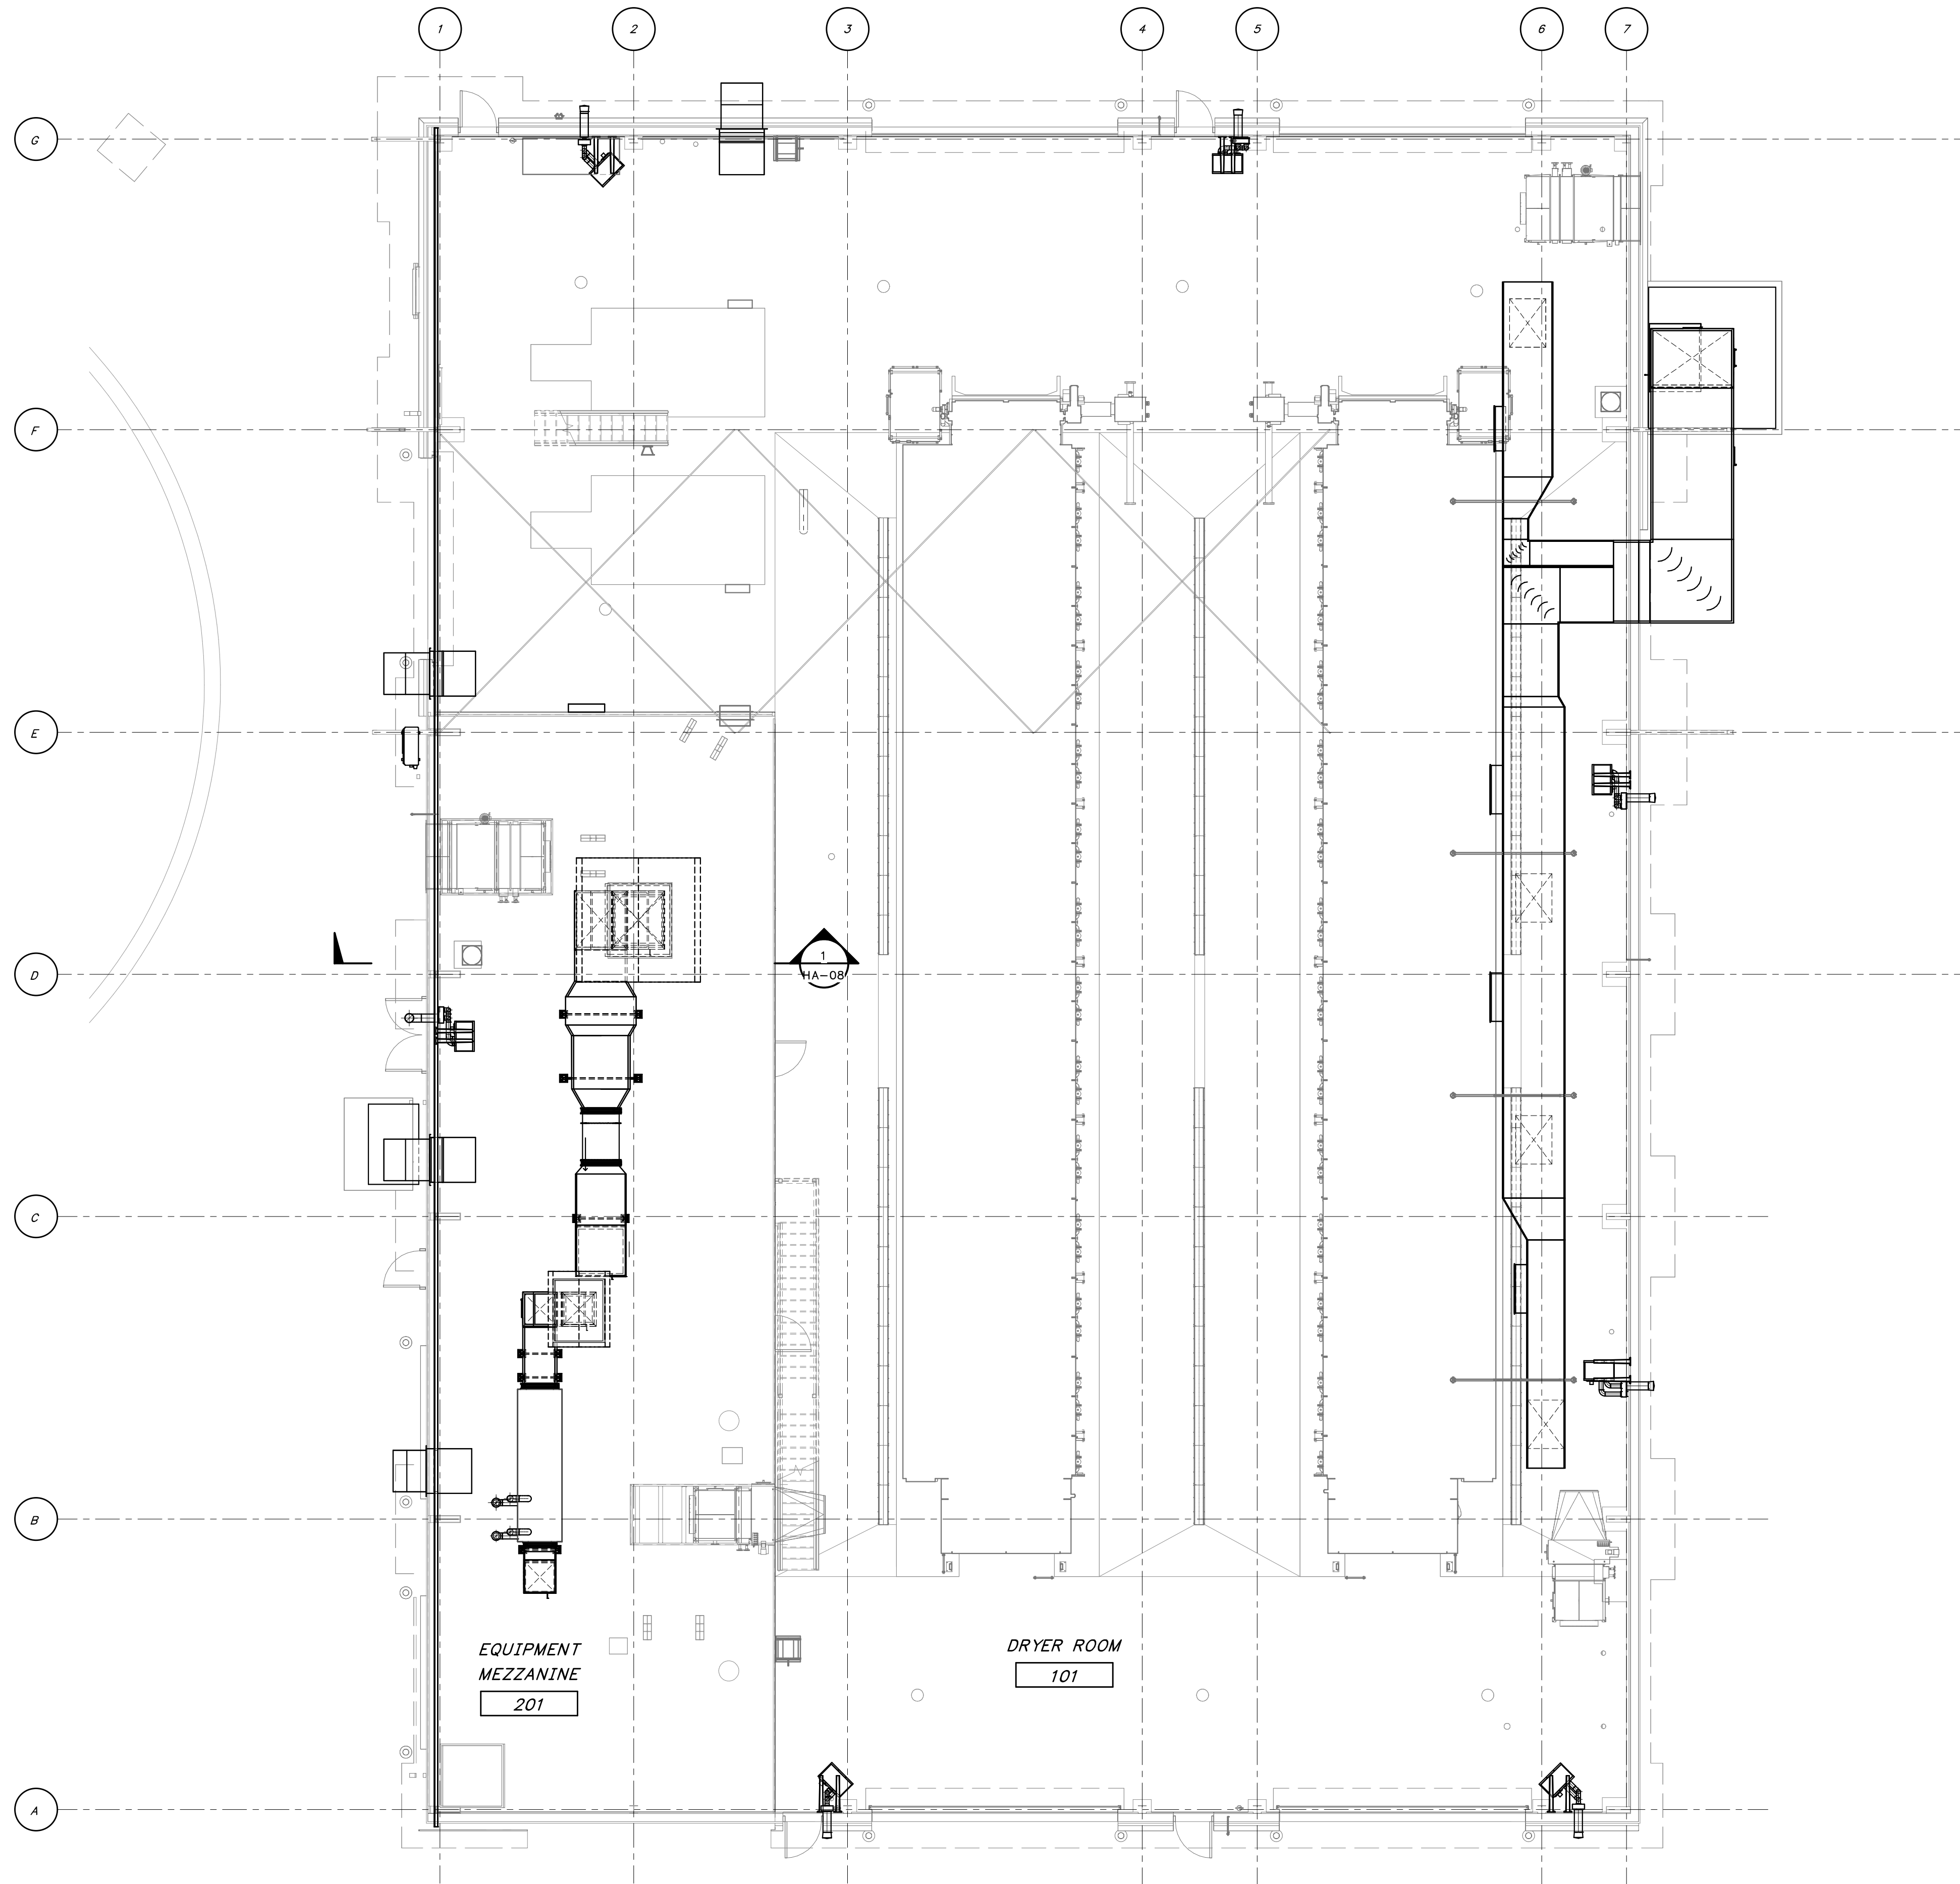 1 2 3 4 5 6 7
G
F
E
D
C
B
A
1
HA-08
EQUIPMENT
MEZZANINE
201
DRYER ROOM
101